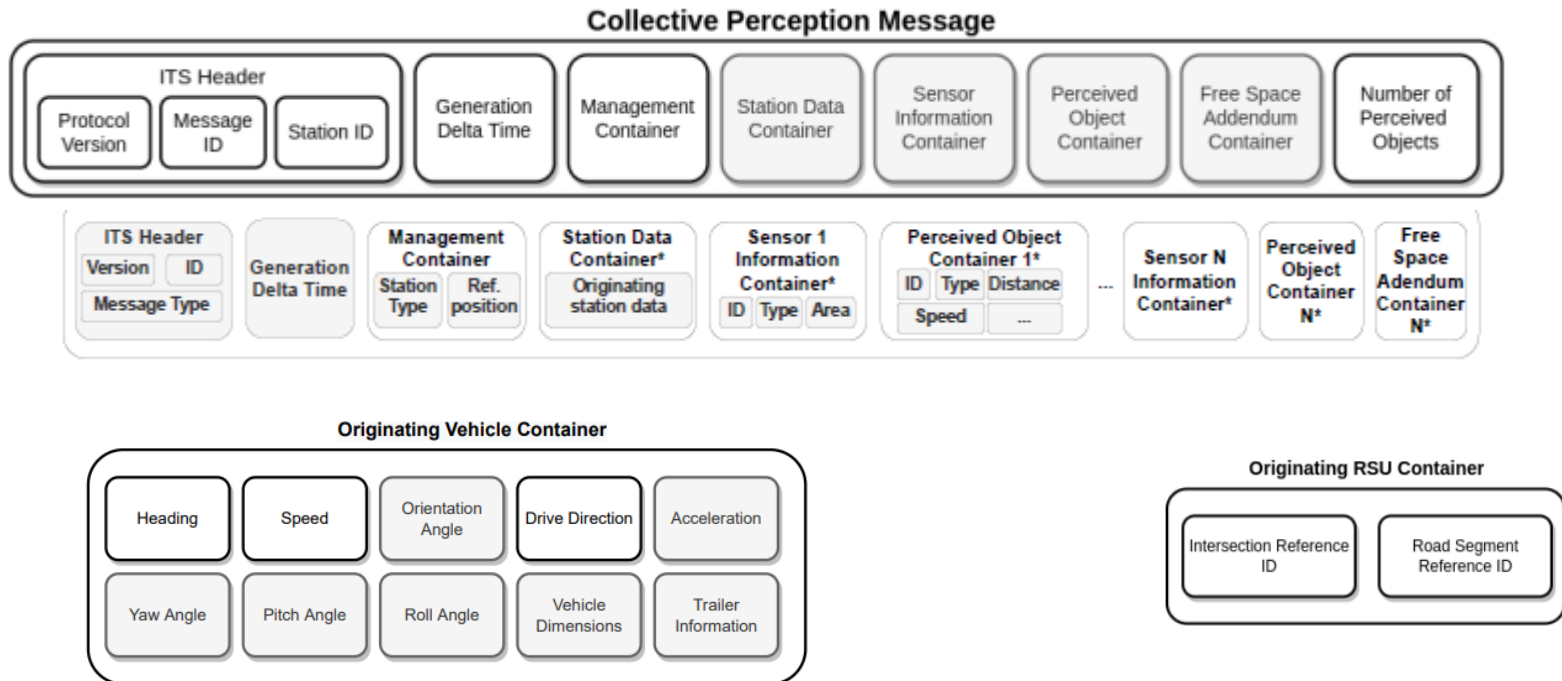 Collective Perception Message
ITS Header
Protocol
Version
Message
ID
Station ID
Generation
Delta Time
Management
Container
Station Data
Container
Sensor
Information
Container
Perceived
Object
Container
Free Space
Addendum
Container
Number of
Perceived
Objects
ITS Header
Version
ID
Message Type
Generation
Delta Time
Management
Container
Station
Type
Ref.
position
Station Data
Container*
Originating
station data
Sensor 1
Information
Container*
ID
Type
Area
Perceived Object
Container 1*
ID
Type
Distance
Speed
...
...
Sensor N
Information
Container*
Perceived
Object
Container
N*
Free
Space
Adendum
Container
N*
Originating Vehicle Container
Heading
Speed
Orientation
Angle
Drive Direction
Acceleration
Yaw Angle
Pitch Angle
Roll Angle
Vehicle
Dimensions
Trailer
Information
Originating RSU Container
Intersection Reference
ID
Road Segment
Reference ID